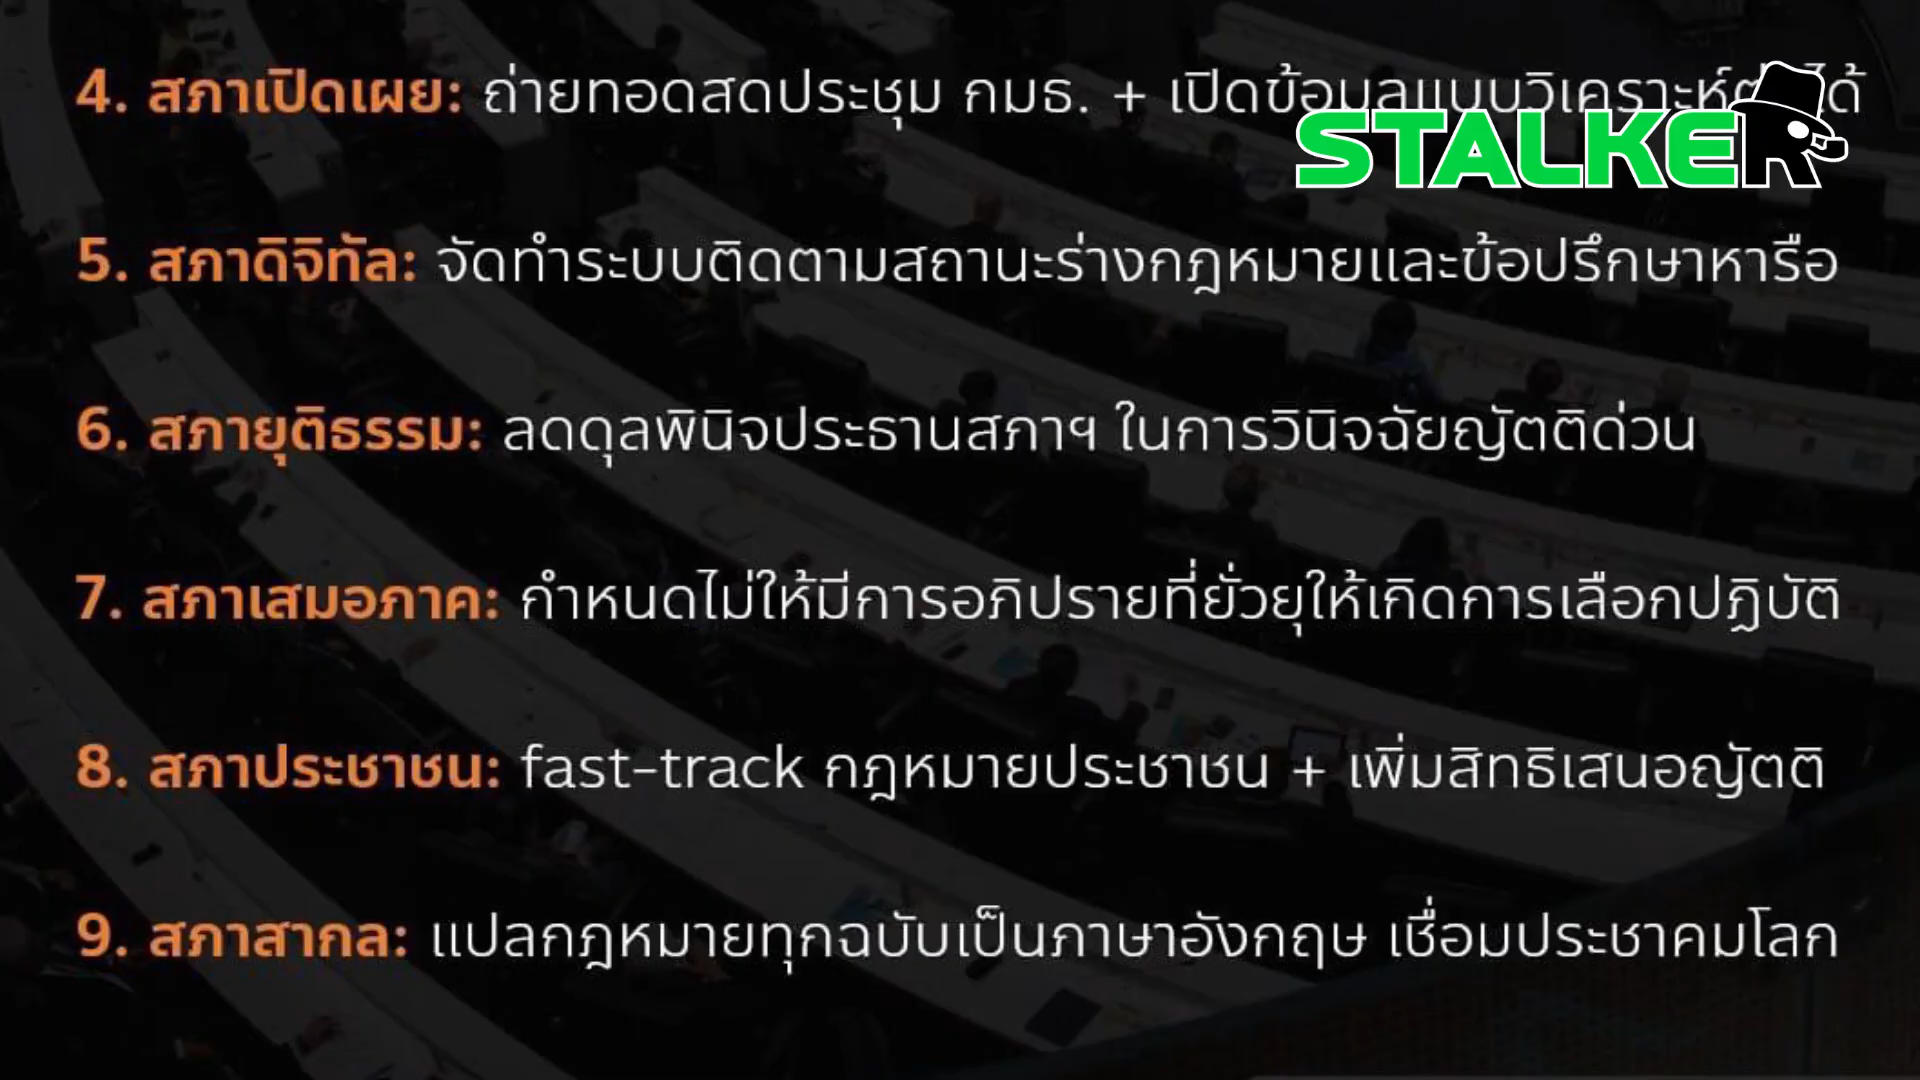 4. สภาเปิดเผย: ถ่ายทอดสดประชุม กมธ. + เปิดข้อมูลแบบวิเคราะห์ต่อได้
STALKER
5. สภาดิจิทัล: จัดทำระบบติดตามสถานะร่างกฎหมายและข้อปรึกษาหารือ
6. สภายุติธรรม: ลดดุลพินิจประธานสภาฯ ในการวินิจฉัยญัตติด่วน
7. สภาเสมอภาค: กำหนดไม่ให้มีการอภิปรายที่ยั่วยุให้เกิดการเลือกปฏิบัติ
8. สภาประชาชน: fast-track กฎหมายประชาชน + เพิ่มสิทธิเสนอญัตติ
9. สภาสากล: แปลกฎหมายทุกฉบับเป็นภาษาอังกฤษ เชื่อมประชาคมโลก